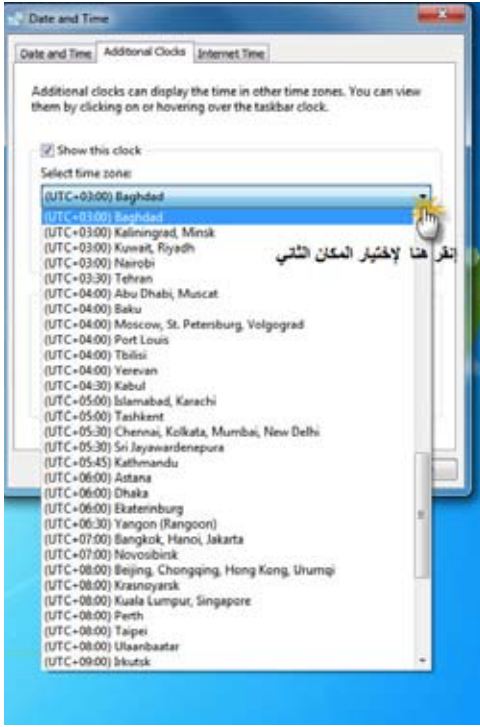 Date and Time
Date and Time Additional Clocks Internet Time
Additional clocks can display the time in other time zones. You can view
them by clicking on or hovering over the taskbar clock.
Show this clock
Select time zone:
(UTC+03:00) Baghdad
(UTC+03:00) Baghdad
(UTC+03:00) Kaliningrad, Minsk
(UTC+03:00) Kuwait, Riyadh
إنقر هنا لإختيار المكان الثاني
(UTC+03:00) Nairobi
(UTC+03:30) Tehran
(UTC+04:00) Abu Dhabi, Muscat
(UTC+04:00) Baku
(UTC+04:00) Moscow, St. Petersburg, Volgograd
(UTC+04:00) Port Louis
(UTC+04:00) Tbilisi
(UTC+04:00) Yerevan
(UTC+04:30) Kabul
(UTC+05:00) Islamabad, Karachi
(UTC+05:00) Tashkent
(UTC+05:30) Chennai, Kolkata, Mumbai, New Delhi
(UTC+05:30) Sri Jayawardenepura
(UTC+05:45) Kathmandu
(UTC+06:00) Astana
(UTC+06:00) Dhaka
(UTC+06:00) Ekaterinburg
(UTC+06:30) Yangon (Rangoon)
(UTC+07:00) Bangkok, Hanoi, Jakarta
(UTC+07:00) Novosibirsk
(UTC+08:00) Beijing, Chongqing, Hong Kong, Urumqi
(UTC+08:00) Krasnoyarsk
(UTC+08:00) Kuala Lumpur, Singapore
(UTC+08:00) Perth
(UTC+08:00) Taipei
(UTC+08:00) Ulaanbaatar
(UTC+09:00) Irkutsk